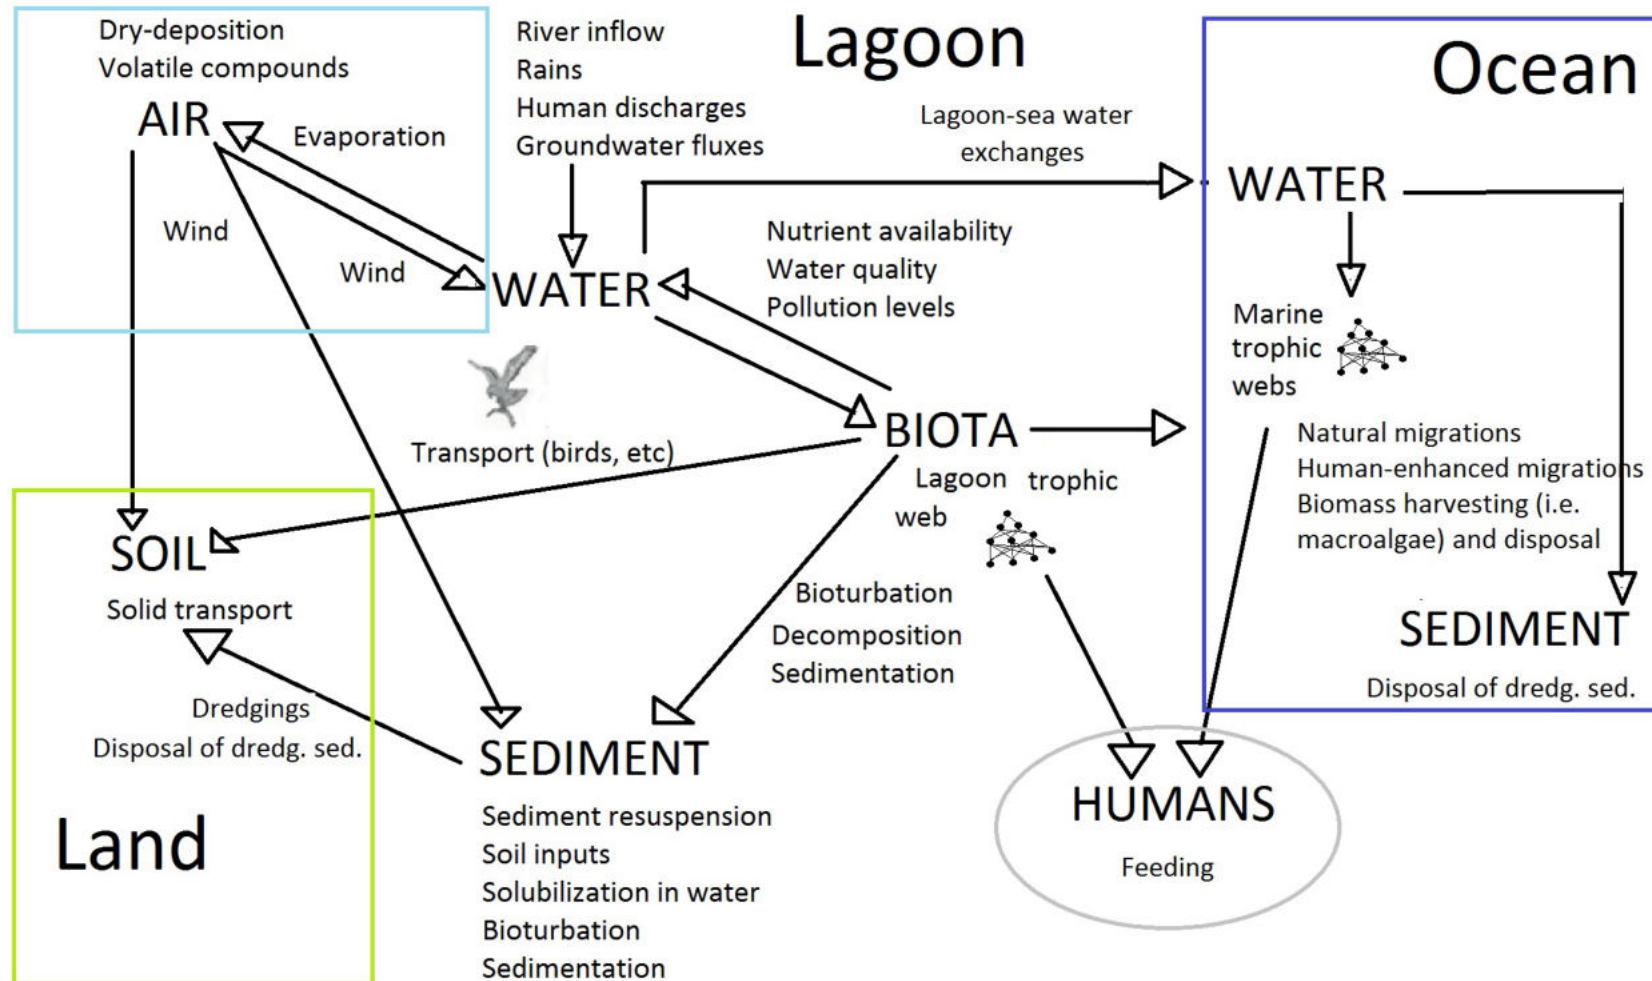 Dry-deposition
Volatile compounds
AIR
Evaporation
Wind
Wind
River inflow
Rains
Human discharges
Groundwater fluxes
Lagoon
Lagoon-sea water
exchanges
Ocean
WATER
WATER
Nutrient availability
Water quality
Pollution levels
Marine
trophic
webs
Transport (birds, etc)
BIOTA
Lagoon trophic
web
Natural migrations
Human-enhanced migrations
Biomass harvesting (i.e.
macroalgae) and disposal
SOIL
Solid transport
Bioturbation
Decomposition
Sedimentation
SEDIMENT
Disposal of dredg. sed.
Dredgings
Disposal of dredg. sed.
Land
SEDIMENT
Sediment resuspension
Soil inputs
Solubilization in water
Bioturbation
Sedimentation
HUMANS
Feeding